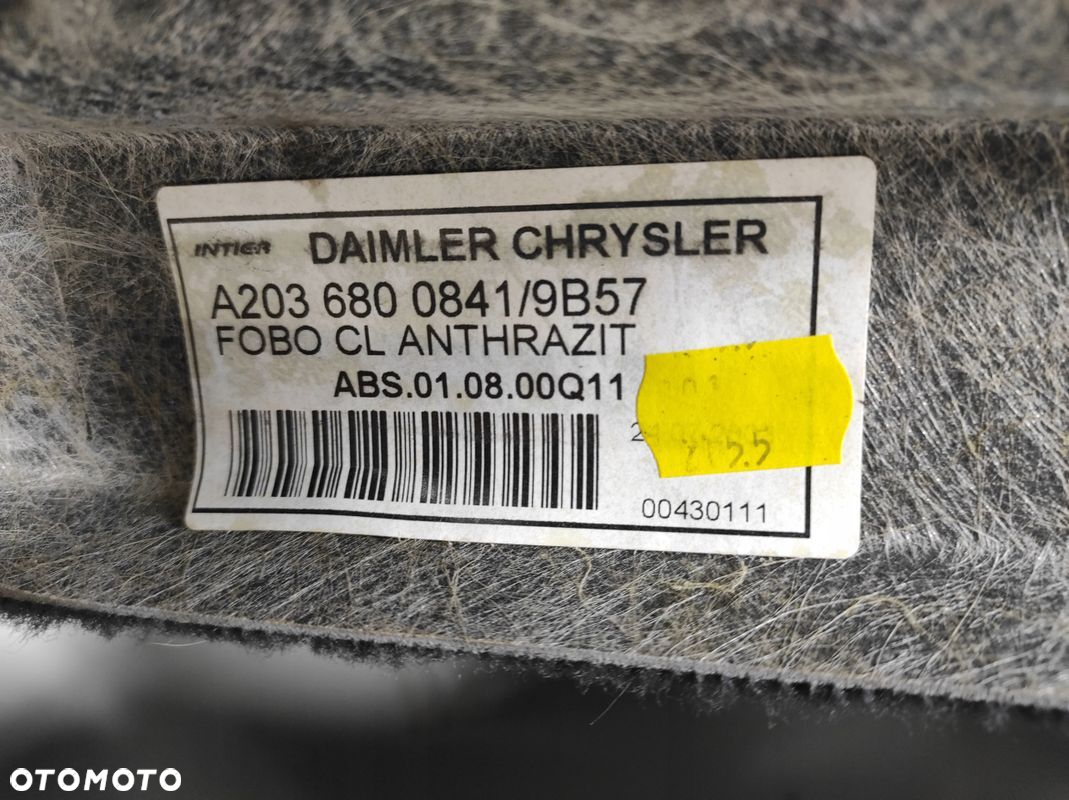 INTIER DAIMLER CHRYSLER
A203 680 0841/9B57
FOBO CL ANTHRAZIT
ABS.01.08.00Q11
00430111
OTOMOTO